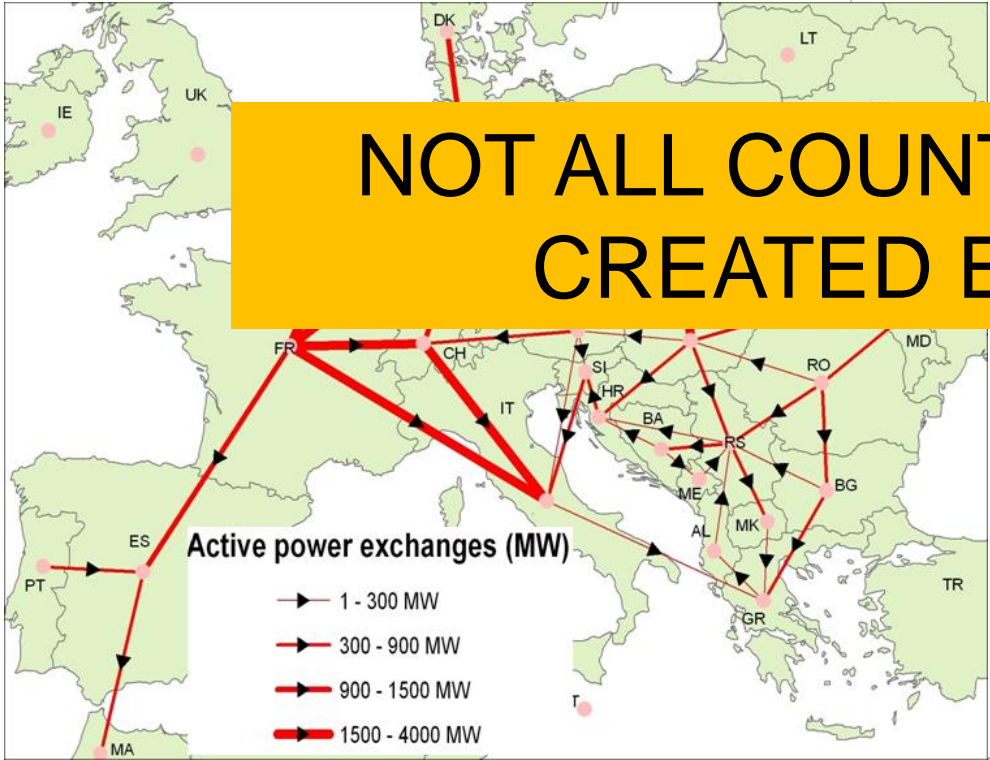 DK
LT
IE
UK
NOT ALL COUN
CREATED
FR
CH
MD
SI
RO
HR
IT
BA
RS
ME
BG
AL
MK
ES
PT
Active power exchanges (MW)
1 - 300 MW
300 - 900 MW
900 - 1500 MW
1500 - 4000 MW
TR
GR
MA